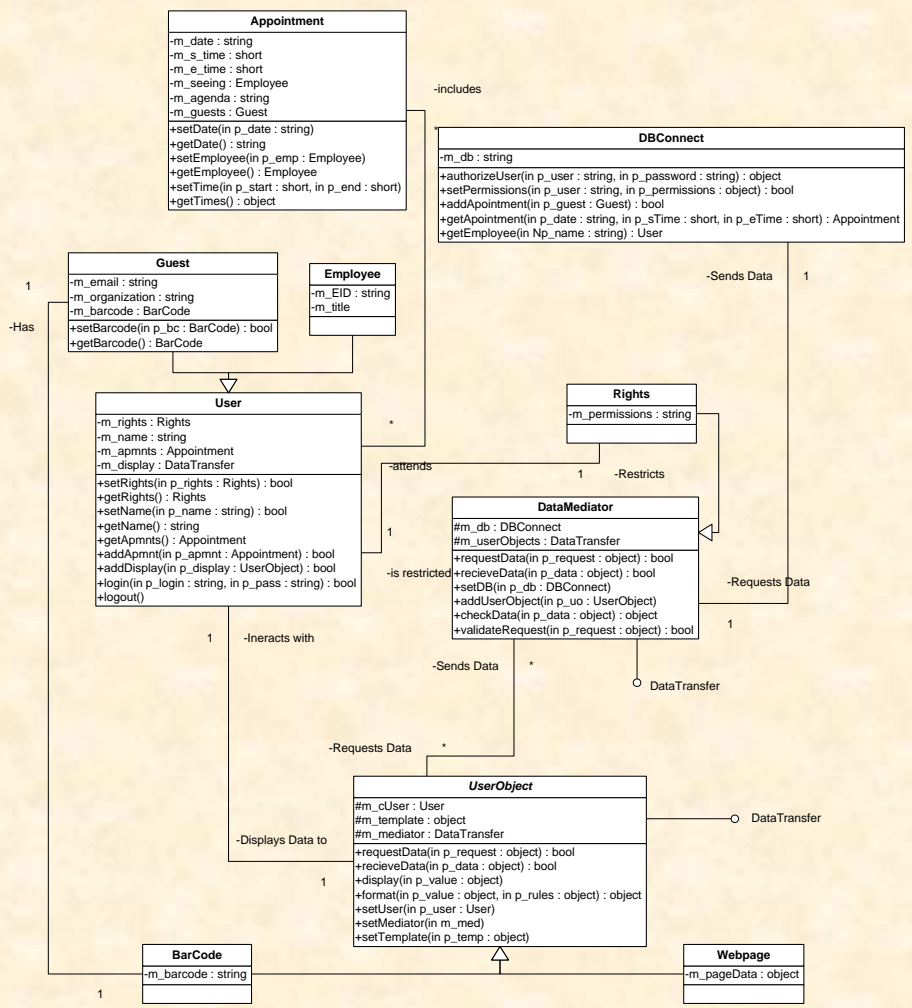 Appointment
-m_date : string
-m_s_time : short
-m_e_time : short
-m_seeing : Employee
-m_agenda : string
-m_guests : Guest
+setDate(in p_date : string)
+getDate() : string
+setEmployee(in p_emp : Employee)
+getEmployee() : Employee
+setTime(in p_start : short, in p_end : short)
+getTimes() : object
-includes
*
DBConnect
-m_db : string
+authorizeUser(in p_user : string, in p_password : string) : object
+setPermissions(in p_user : string, in p_permissions : object) : bool
+addApointment(in p_guest : Guest) : bool
+getApointment(in p_date : string, in p_sTime : short, in p_eTime : short) : Appointment
+getEmployee(in Np_name : string) : User
-Sends Data
1
Guest
-m_email : string
-m_organization : string
-m_barcode : BarCode
+setBarcode(in p_bc : BarCode) : bool
+getBarcode() : BarCode
1
-Has
Employee
-m_EID : string
-m_title
User
-m_rights : Rights
-m_name : string
-m_apmnts : Appointment
-m_display : DataTransfer
+setRights(in p_rights : Rights) : bool
+getRights() : Rights
+setName(in p_name : string) : bool
+getName() : string
+getApmnts() : Appointment
+addApmnt(in p_apmnt : Appointment) : bool
+addDisplay(in p_display : UserObject) : bool
+login(in p_login : string, in p_pass : string) : bool
+logout()
*
-attends
Rights
-m_permissions : string
1
-Restricts
1
-is restricted
DataMediator
#m_db : DBConnect
#m_userObjects : DataTransfer
+requestData(in p_request : object) : bool
+recieveData(in p_data : object) : bool
+setDB(in p_db : DBConnect)
+addUserObject(in p_uo : UserObject)
+checkData(in p_data : object) : object
+validateRequest(in p_request : object) : bool
-Requests Data
1
1
-Ineracts with
-Sends Data
*
DataTransfer
-Requests Data
*
UserObject
#m_cUser : User
#m_template : object
#m_mediator : DataTransfer
+requestData(in p_request : object) : bool
+recieveData(in p_data : object) : bool
+display(in p_value : object)
+format(in p_value : object, in p_rules : object) : object
+setUser(in p_user : User)
+setMediator(in m_med)
+setTemplate(in p_temp : object)
DataTransfer
-Displays Data to
1
BarCode
-m_barcode : string
1
Webpage
-m_pageData : object